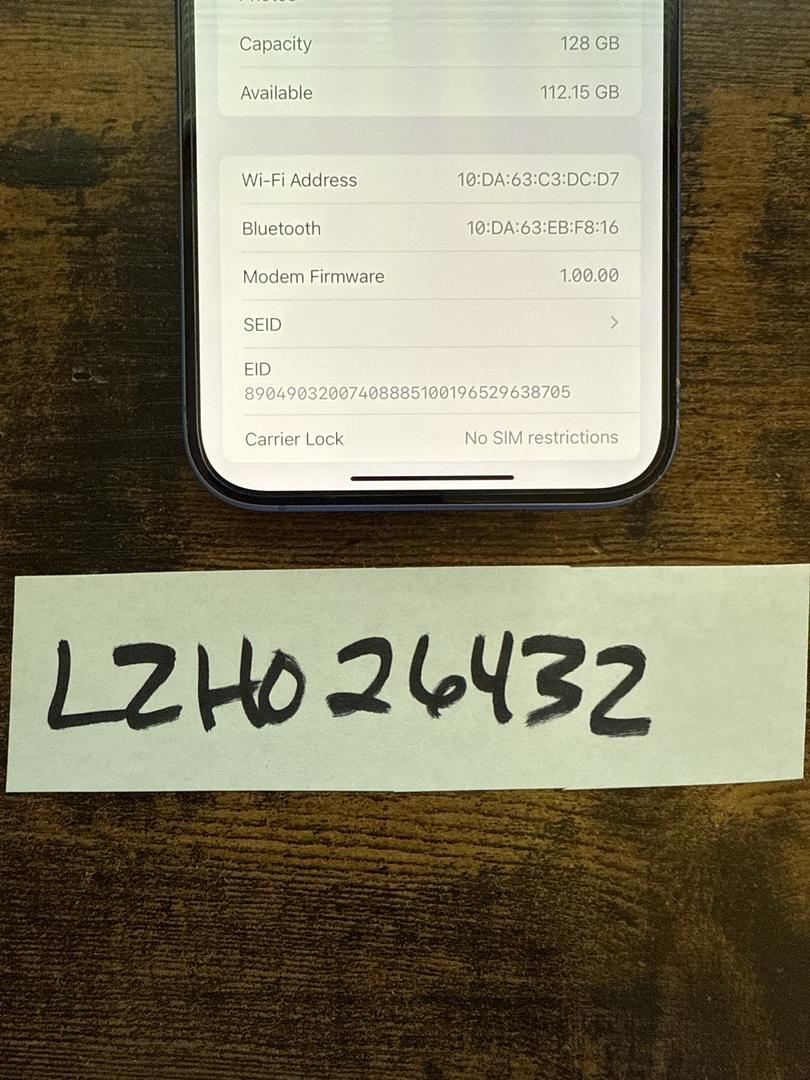 Capacity 128 GB
Available 112.15 GB
Wi-Fi Address 10:DA:63:C3:DC:D7
Bluetooth 10:DA:63:EB:F8:16
Modem Firmware 1.00.00
SEID
EID
89049032007408885100196529638705
Carrier Lock No SIM restrictions
LZHO26432